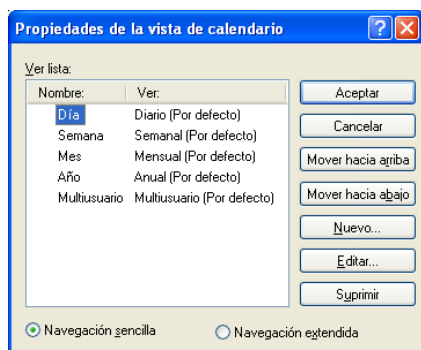 Propiedades de la vista de calendario
Ver lista:
Nombre: Ver:
Día Diario (Por defecto)
Semana Semanal (Por defecto)
Mes Mensual (Por defecto)
Año Anual (Por defecto)
Multiusuario Multiusuario (Por defecto)
Aceptar
Cancelar
Mover hacia arriba
Mover hacia abajo
Nuevo...
Editar...
Suprimir
Navegación sencilla Navegación extendida